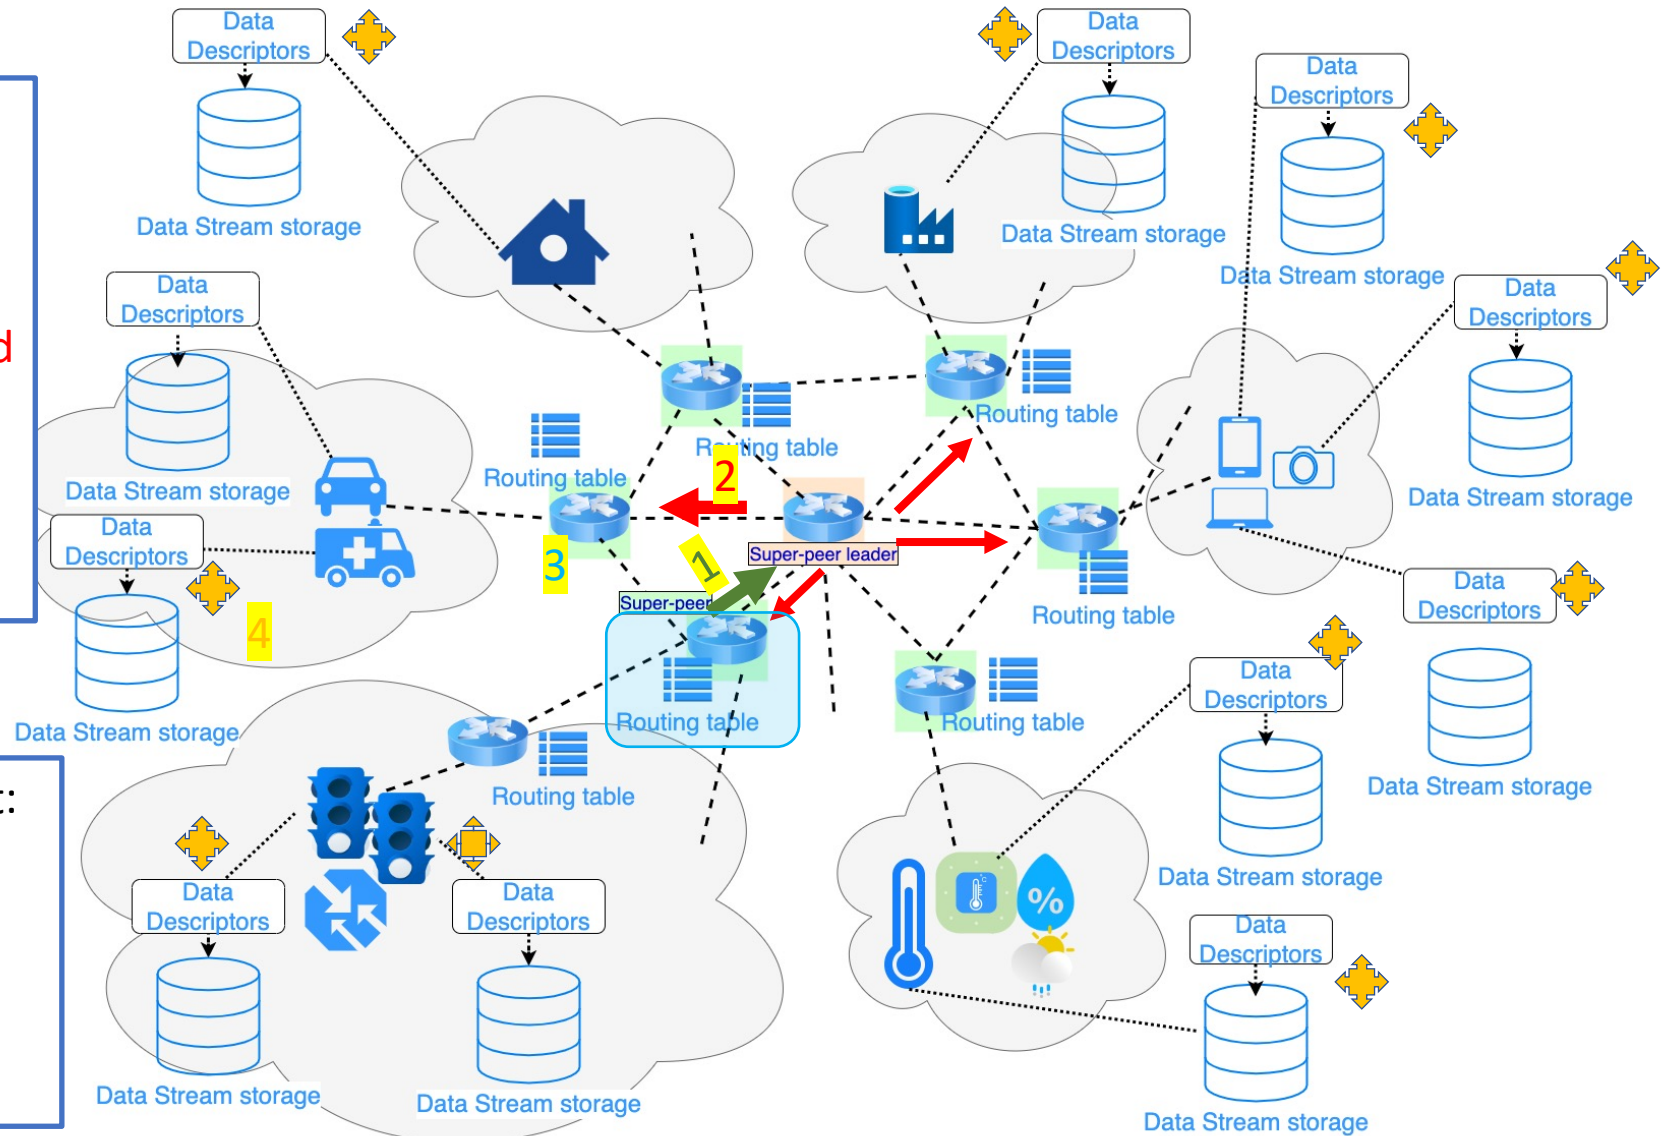 Data
Descriptors
Data Stream storage
Data
Descriptors
Data Stream storage
Data
Descriptors
Data Stream storage
Data
Descriptors
Data Stream storage
Data
Descriptors
Data Stream storage
d
Routing table
Routing table
Routing table
2
3
1
Super-peer leader
Super-peer
Routing table
Data
Descriptors
Data Stream storage
4
Routing table
Routing table
Data
Descriptors
Data Stream storage
Data
Descriptors
Data Stream storage
t:
Routing table
Data
Descriptors
Data Stream storage
Data
Descriptors
Data Stream storage
%
°C
Data
Descriptors
Data Stream storage